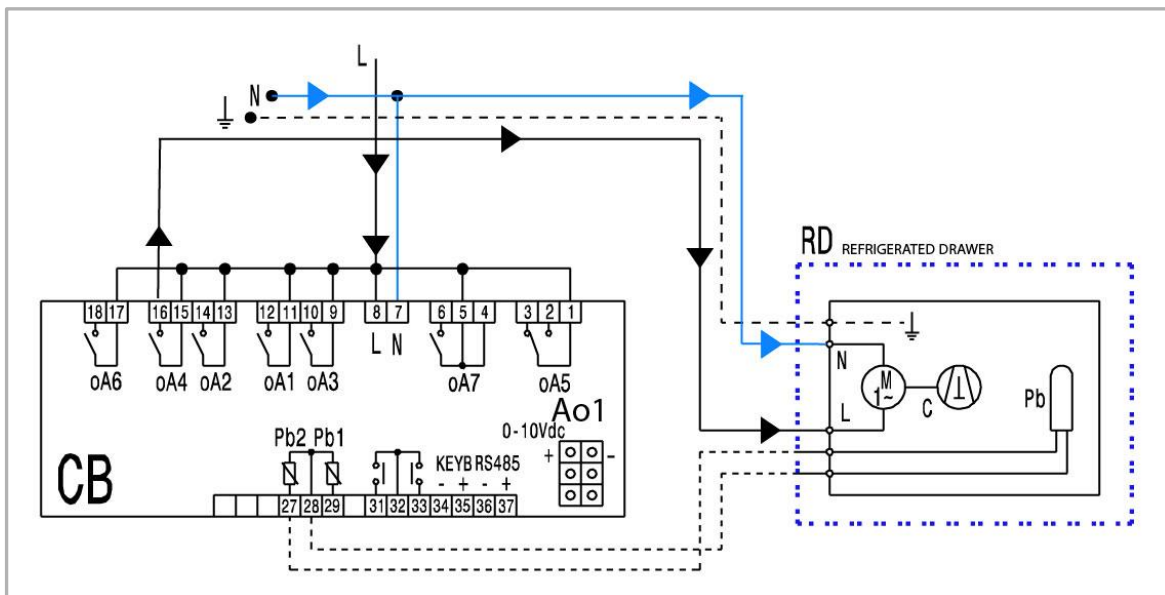 L
N
RD REFRIGERATED DRAWER
18 17 16 15 14 13 12 11 10 9 8 7 6 5 4 3 2 1
L N
oA6 oA4 oA2 oA1 oA3 oA7 oA5
N
M
1~
C
L
Pb
Ao1
0-10Vdc
+ -
Pb2 Pb1
KEYB RS485
- + - +
CB
27 28 29 31 32 33 34 35 36 37